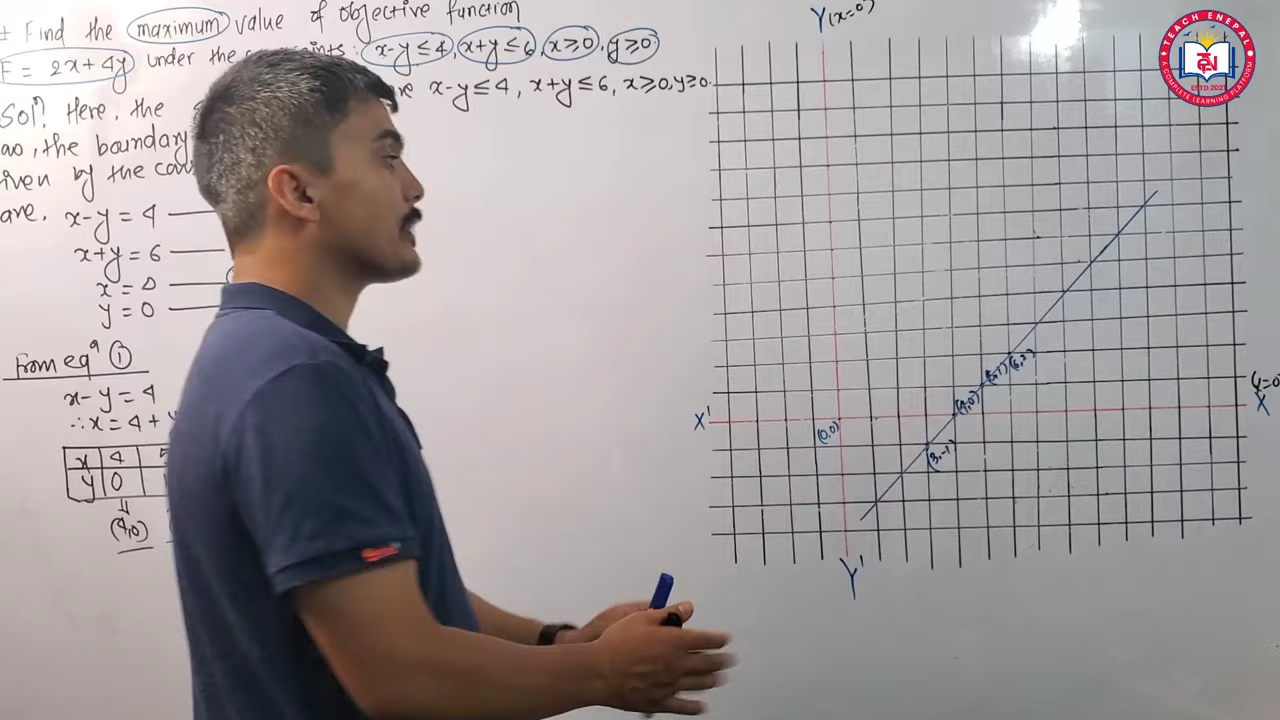 Find the maximum value of objective function
F = 2x+4y under the constraints: x-y≤4, x+y≤6, x≥0, y≥0
Solⁿ: Here, the
are x-y≤4, x+y≤6, x≥0, y≥0.
so, the boundary
given by the
are, x-y = 4
x+y = 6
x = 0
y = 0
From eqⁿ ①
x-y = 4
∴x = 4+
x 4
y 0
(4,0)
Y(x=0)
(6,2)
(5,1)
(4,0)
(y=0)
X'
X
(0,0)
(3,-1)
Y'
TEACH ENEPAL
ESTD 2021
A COMPLETE LEARNING PLATFORM